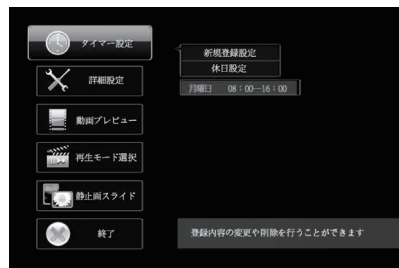 タイマー設定
詳細設定
動画プレビュー
再生モード選択
静止画スライド
終了
新規登録設定
休日設定
月曜日 08:00―16:00
登録内容の変更や削除を行うことができます